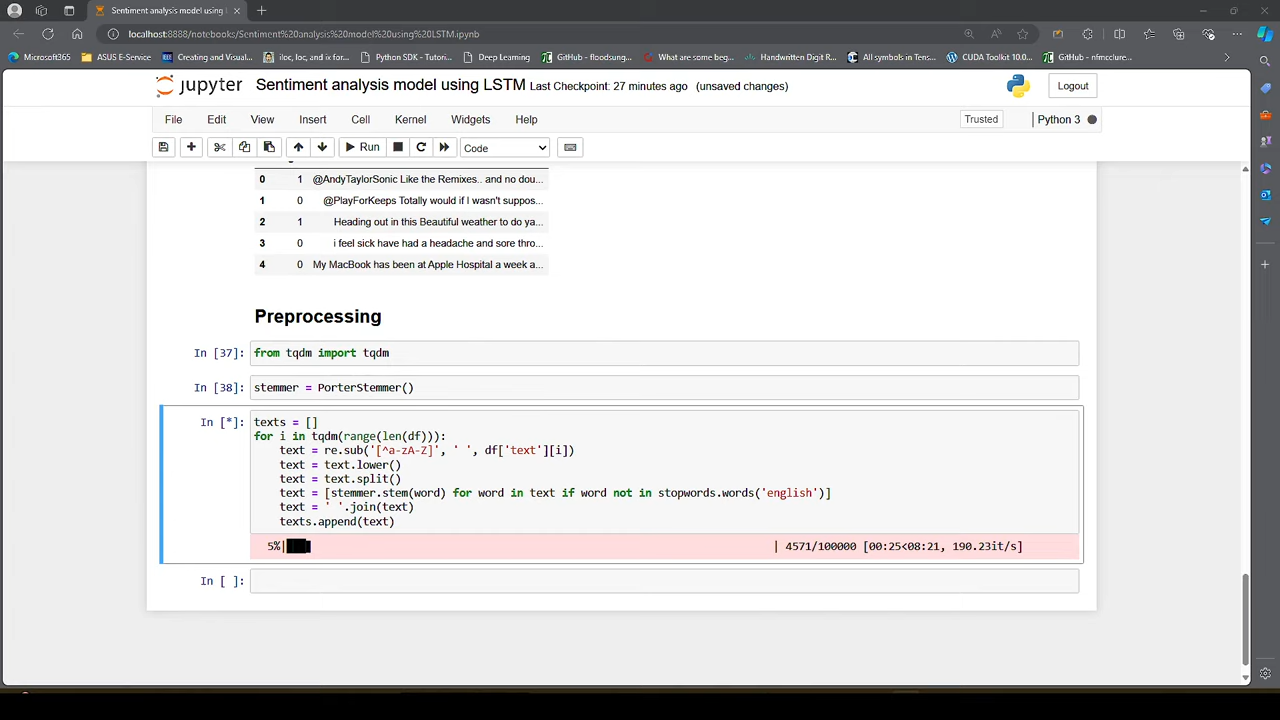 Sentiment analysis model using
localhost:8888/notebooks/Sentiment%20analysis%20model%20using%20LSTM.ipynb
Microsoft365 ASUS E-Service Creating and Visual... iloc, loc, and ix for... Python SDK - Tutori... Deep Learning GitHub - floodsung... What are some beg... Handwritten Digit R... All symbols in Tens... CUDA Toolkit 10.0... GitHub - nfmcclure...
jupyter Sentiment analysis model using LSTM Last Checkpoint: 27 minutes ago (unsaved changes) Logout
File Edit View Insert Cell Kernel Widgets Help Trusted Python 3
Run Code
0 1 @AndyTaylorSonic Like the Remixes.. and no dou...
1 0 @PlayForKeeps Totally would if I wasn't suppos...
2 1 Heading out in this Beautiful weather to do ya...
3 0 i feel sick have had a headache and sore thro...
4 0 My MacBook has been at Apple Hospital a week a...
Preprocessing
In [37]: from tqdm import tqdm
In [38]: stemmer = PorterStemmer()
In [*]: texts = []
for i in tqdm(range(len(df))):
text = re.sub('[^a-zA-Z]', ' ', df['text'][i])
text = text.lower()
text = text.split()
text = [stemmer.stem(word) for word in text if word not in stopwords.words('english')]
text = ' '.join(text)
texts.append(text)
5%| | 4571/100000 [00:25<08:21, 190.23it/s]
In [ ]: